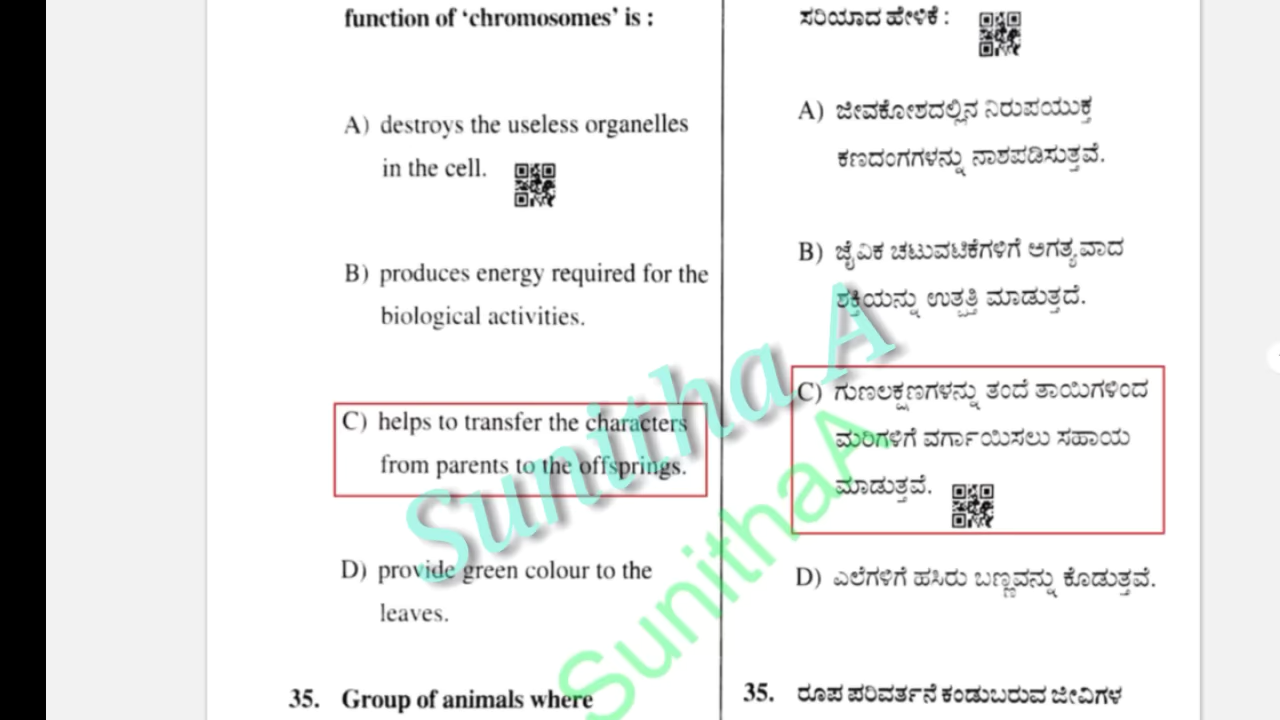 function of ‘chromosomes’ is :
A) destroys the useless organelles
in the cell.
B) produces energy required for the
biological activities.
C) helps to transfer the characters
from parents to the offsprings.
D) provide green colour to the
leaves.
35. Group of animals where
ಸರಿಯಾದ ಹೇಳಿಕೆ :
A) ಜೀವಕೋಶದಲ್ಲಿನ ನಿರುಪಯುಕ್ತ
ಕಣದಂಗಗಳನ್ನು ನಾಶಪಡಿಸುತ್ತವೆ.
B) ಜೈವಿಕ ಚಟುವಟಿಕೆಗಳಿಗೆ ಅಗತ್ಯವಾದ
ಶಕ್ತಿಯನ್ನು ಉತ್ಪತ್ತಿ ಮಾಡುತ್ತದೆ.
C) ಗುಣಲಕ್ಷಣಗಳನ್ನು ತಂದೆ ತಾಯಿಗಳಿಂದ
ಮರಿಗಳಿಗೆ ವರ್ಗಾಯಿಸಲು ಸಹಾಯ
ಮಾಡುತ್ತವೆ.
D) ಎಲೆಗಳಿಗೆ ಹಸಿರು ಬಣ್ಣವನ್ನು ಕೊಡುತ್ತವೆ.
35. ರೂಪ ಪರಿವರ್ತನೆ ಕಂಡುಬರುವ ಜೀವಿಗಳ
Sunitha A
SunithaA